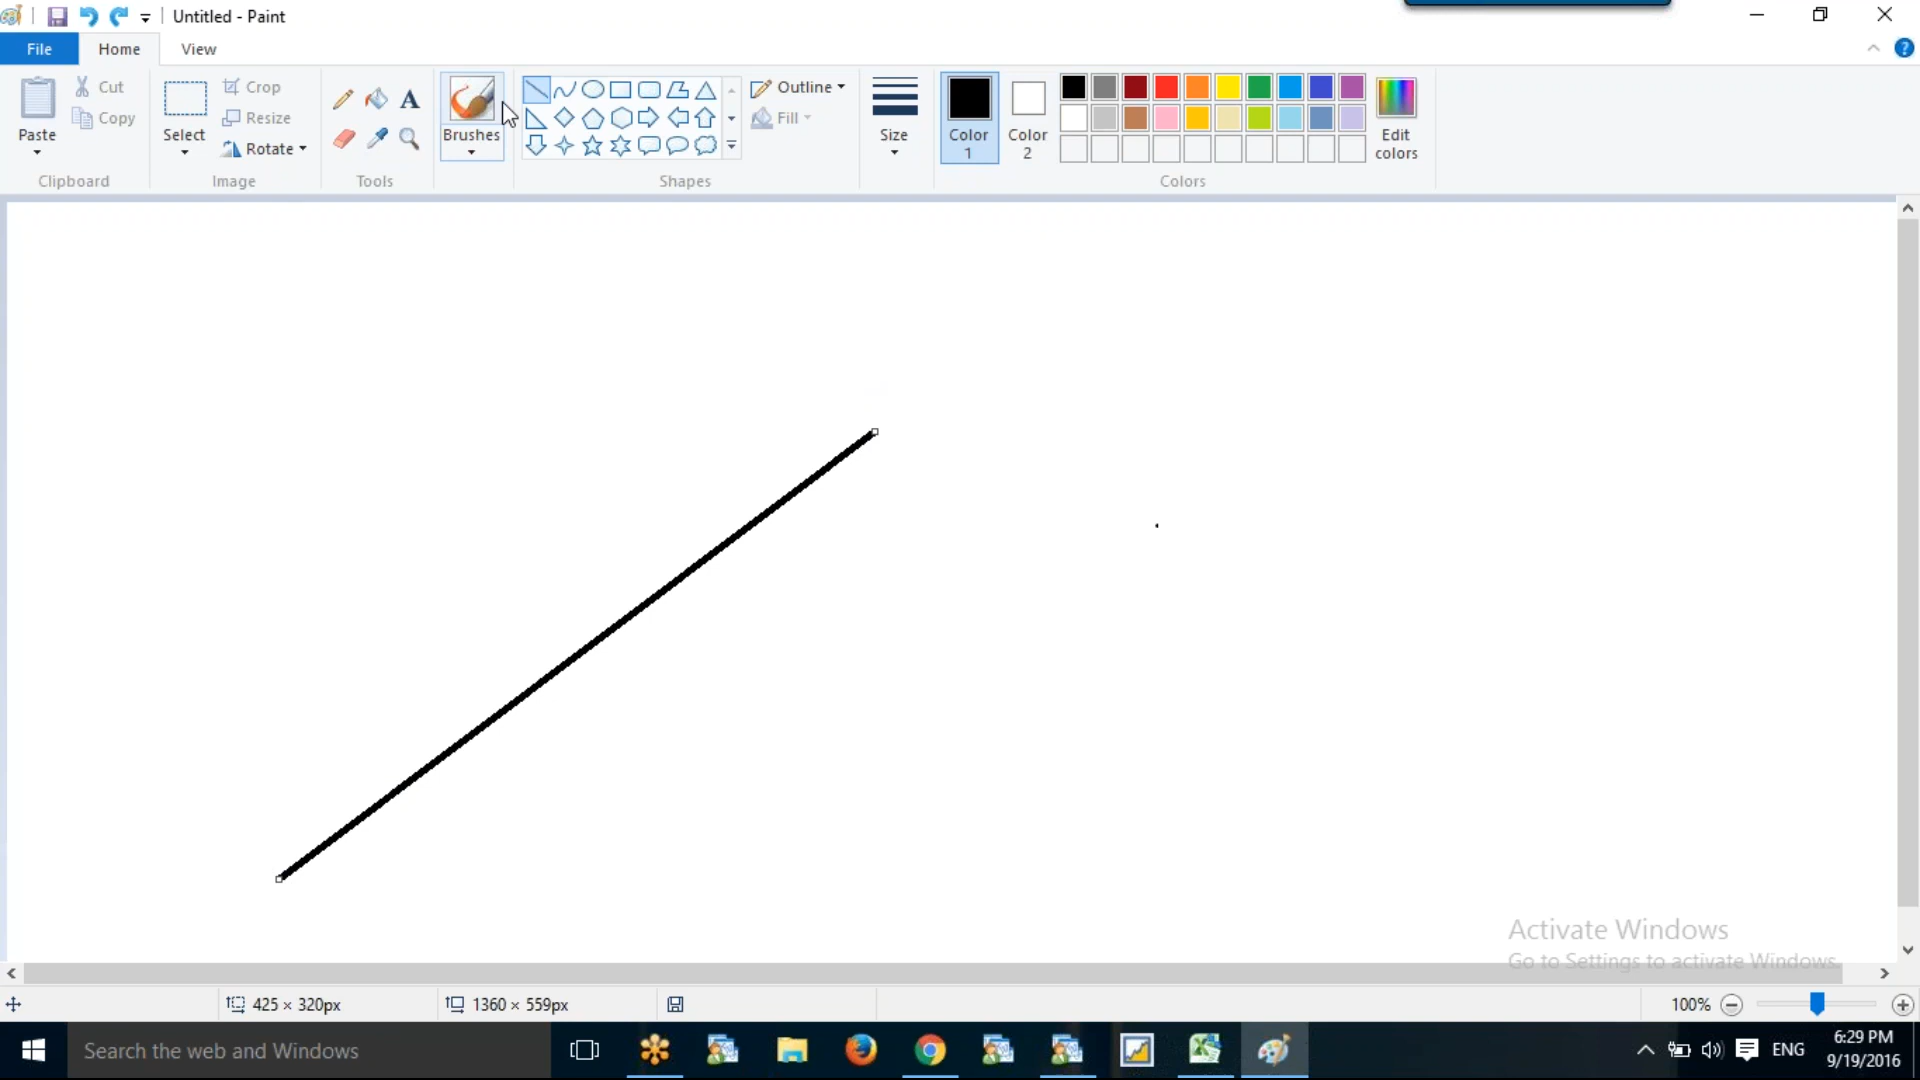 Untitled - Paint
File
Home
View
Paste
Cut
Copy
Clipboard
Select
Crop
Resize
Rotate
Image
A
Tools
Brushes
Outline
Fill
Shapes
Size
Color
1
Color
2
Edit
colors
Colors
?
Activate Windows
Go to Settings to activate Windows.
425 × 320px
1360 × 559px
100%
Search the web and Windows
ENG
6:29 PM
9/19/2016